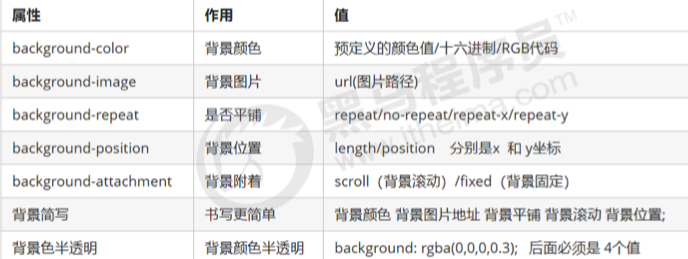 属性 作用 值
background-color 背景颜色 预定义的颜色值/十六进制/RGB代码
background-image 背景图片 url(图片路径)
background-repeat 是否平铺 repeat/no-repeat/repeat-x/repeat-y
background-position 背景位置 length/position 分别是x 和 y坐标
background-attachment 背景附着 scroll（背景滚动）/fixed（背景固定）
背景简写 书写更简单 背景颜色 背景图片地址 背景平铺 背景滚动 背景位置;
背景色半透明 背景颜色半透明 background: rgba(0,0,0,0.3); 后面必须是 4个值
黑马程序员™
www.itheima.com